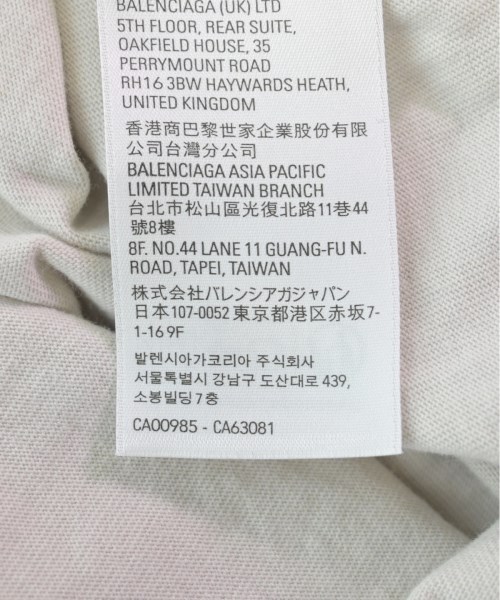 BALENCIAGA (UK) LTD
5TH FLOOR, REAR SUITE,
OAKFIELD HOUSE, 35
PERRYMOUNT ROAD
RH16 3BW HAYWARDS HEATH,
UNITED KINGDOM
香港商巴黎世家企業股份有限
公司台灣分公司
BALENCIAGA ASIA PACIFIC
LIMITED TAIWAN BRANCH
台北市松山區光復北路11巷44
號8樓
8F. NO.44 LANE 11 GUANG-FU N.
ROAD, TAPEI, TAIWAN
株式会社バレンシアガジャパン
日本107-0052 東京都港区赤坂7-
1-16 9F
발렌시아가코리아 주식회사
서울특별시 강남구 도산대로 439,
소봉빌딩 7 층
CA00985 - CA63081